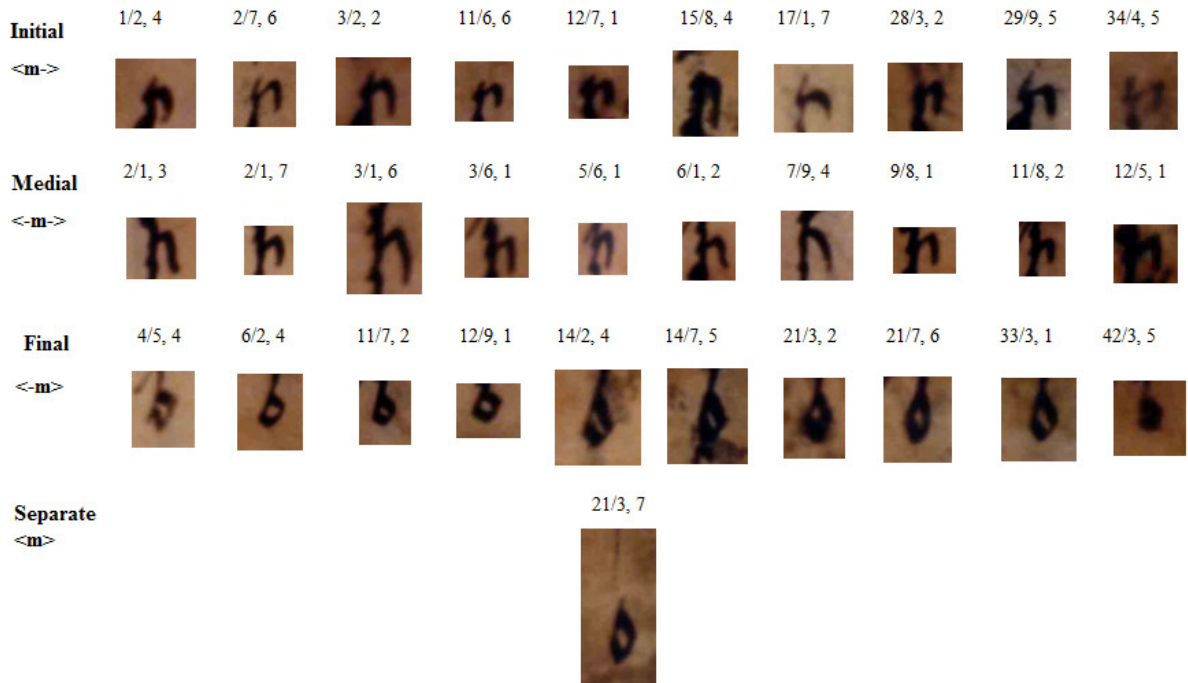 Initial
<m->
1/2, 4 2/7, 6 3/2, 2 11/6, 6 12/7, 1 15/8, 4 17/1, 7 28/3, 2 29/9, 5 34/4, 5
Medial
<-m->
2/1, 3 2/1, 7 3/1, 6 3/6, 1 5/6, 1 6/1, 2 7/9, 4 9/8, 1 11/8, 2 12/5, 1
Final
<-m>
4/5, 4 6/2, 4 11/7, 2 12/9, 1 14/2, 4 14/7, 5 21/3, 2 21/7, 6 33/3, 1 42/3, 5
Separate
<m>
21/3, 7